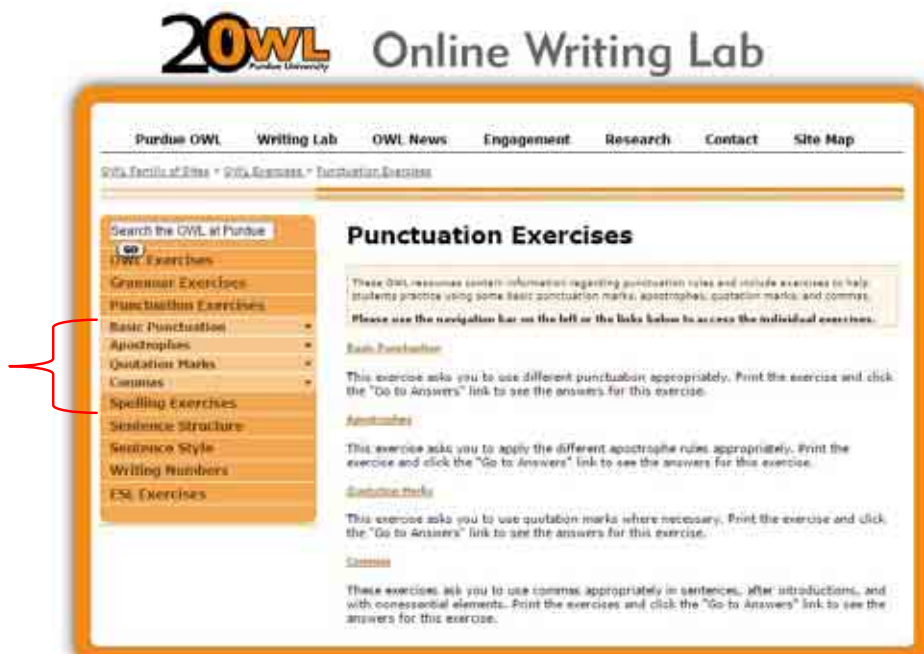 20 OWL Online Writing Lab
Purdue University
Purdue OWL Writing Lab OWL News Engagement Research Contact Site Map
OWL Family of Sites > OWL Exercises > Punctuation Exercises
Search the OWL at Purdue
GO
OWL Exercises
Grammar Exercises
Punctuation Exercises
Basic Punctuation
Apostrophes
Quotation Marks
Commas
Spelling Exercises
Sentence Structure
Sentence Style
Writing Numbers
ESL Exercises
Punctuation Exercises
These OWL resources contain information regarding punctuation rules and include exercises to help
students practice using some basic punctuation marks, apostrophes, quotation marks, and commas.
Please use the navigation bar on the left or the links below to access the individual exercises.
Basic Punctuation
This exercise asks you to use different punctuation appropriately. Print the exercise and click
the "Go to Answers" link to see the answers for this exercise.
Apostrophes
This exercise asks you to apply the different apostrophe rules appropriately. Print the
exercise and click the "Go to Answers" link to see the answers for this exercise.
Quotation Marks
This exercise asks you to use quotation marks where necessary. Print the exercise and click
the "Go to Answers" link to see the answers for this exercise.
Commas
These exercises ask you to use commas appropriately in sentences, after introductions, and
with nonessential elements. Print the exercises and click the "Go to Answers" link to see the
answers for this exercise.